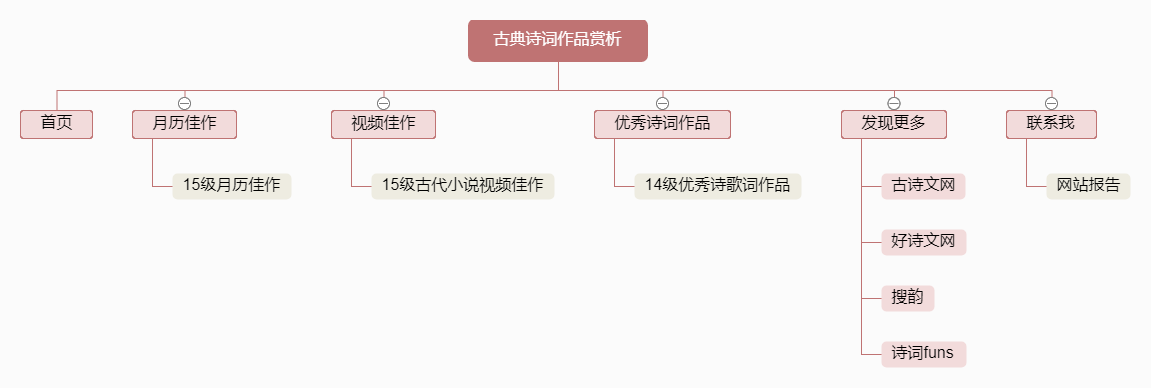 古典诗词作品赏析
首页
月历佳作
视频佳作
优秀诗词作品
发现更多
联系我
15级月历佳作
15级古代小说视频佳作
14级优秀诗歌词作品
古诗文网
网站报告
好诗文网
搜韵
诗词funs